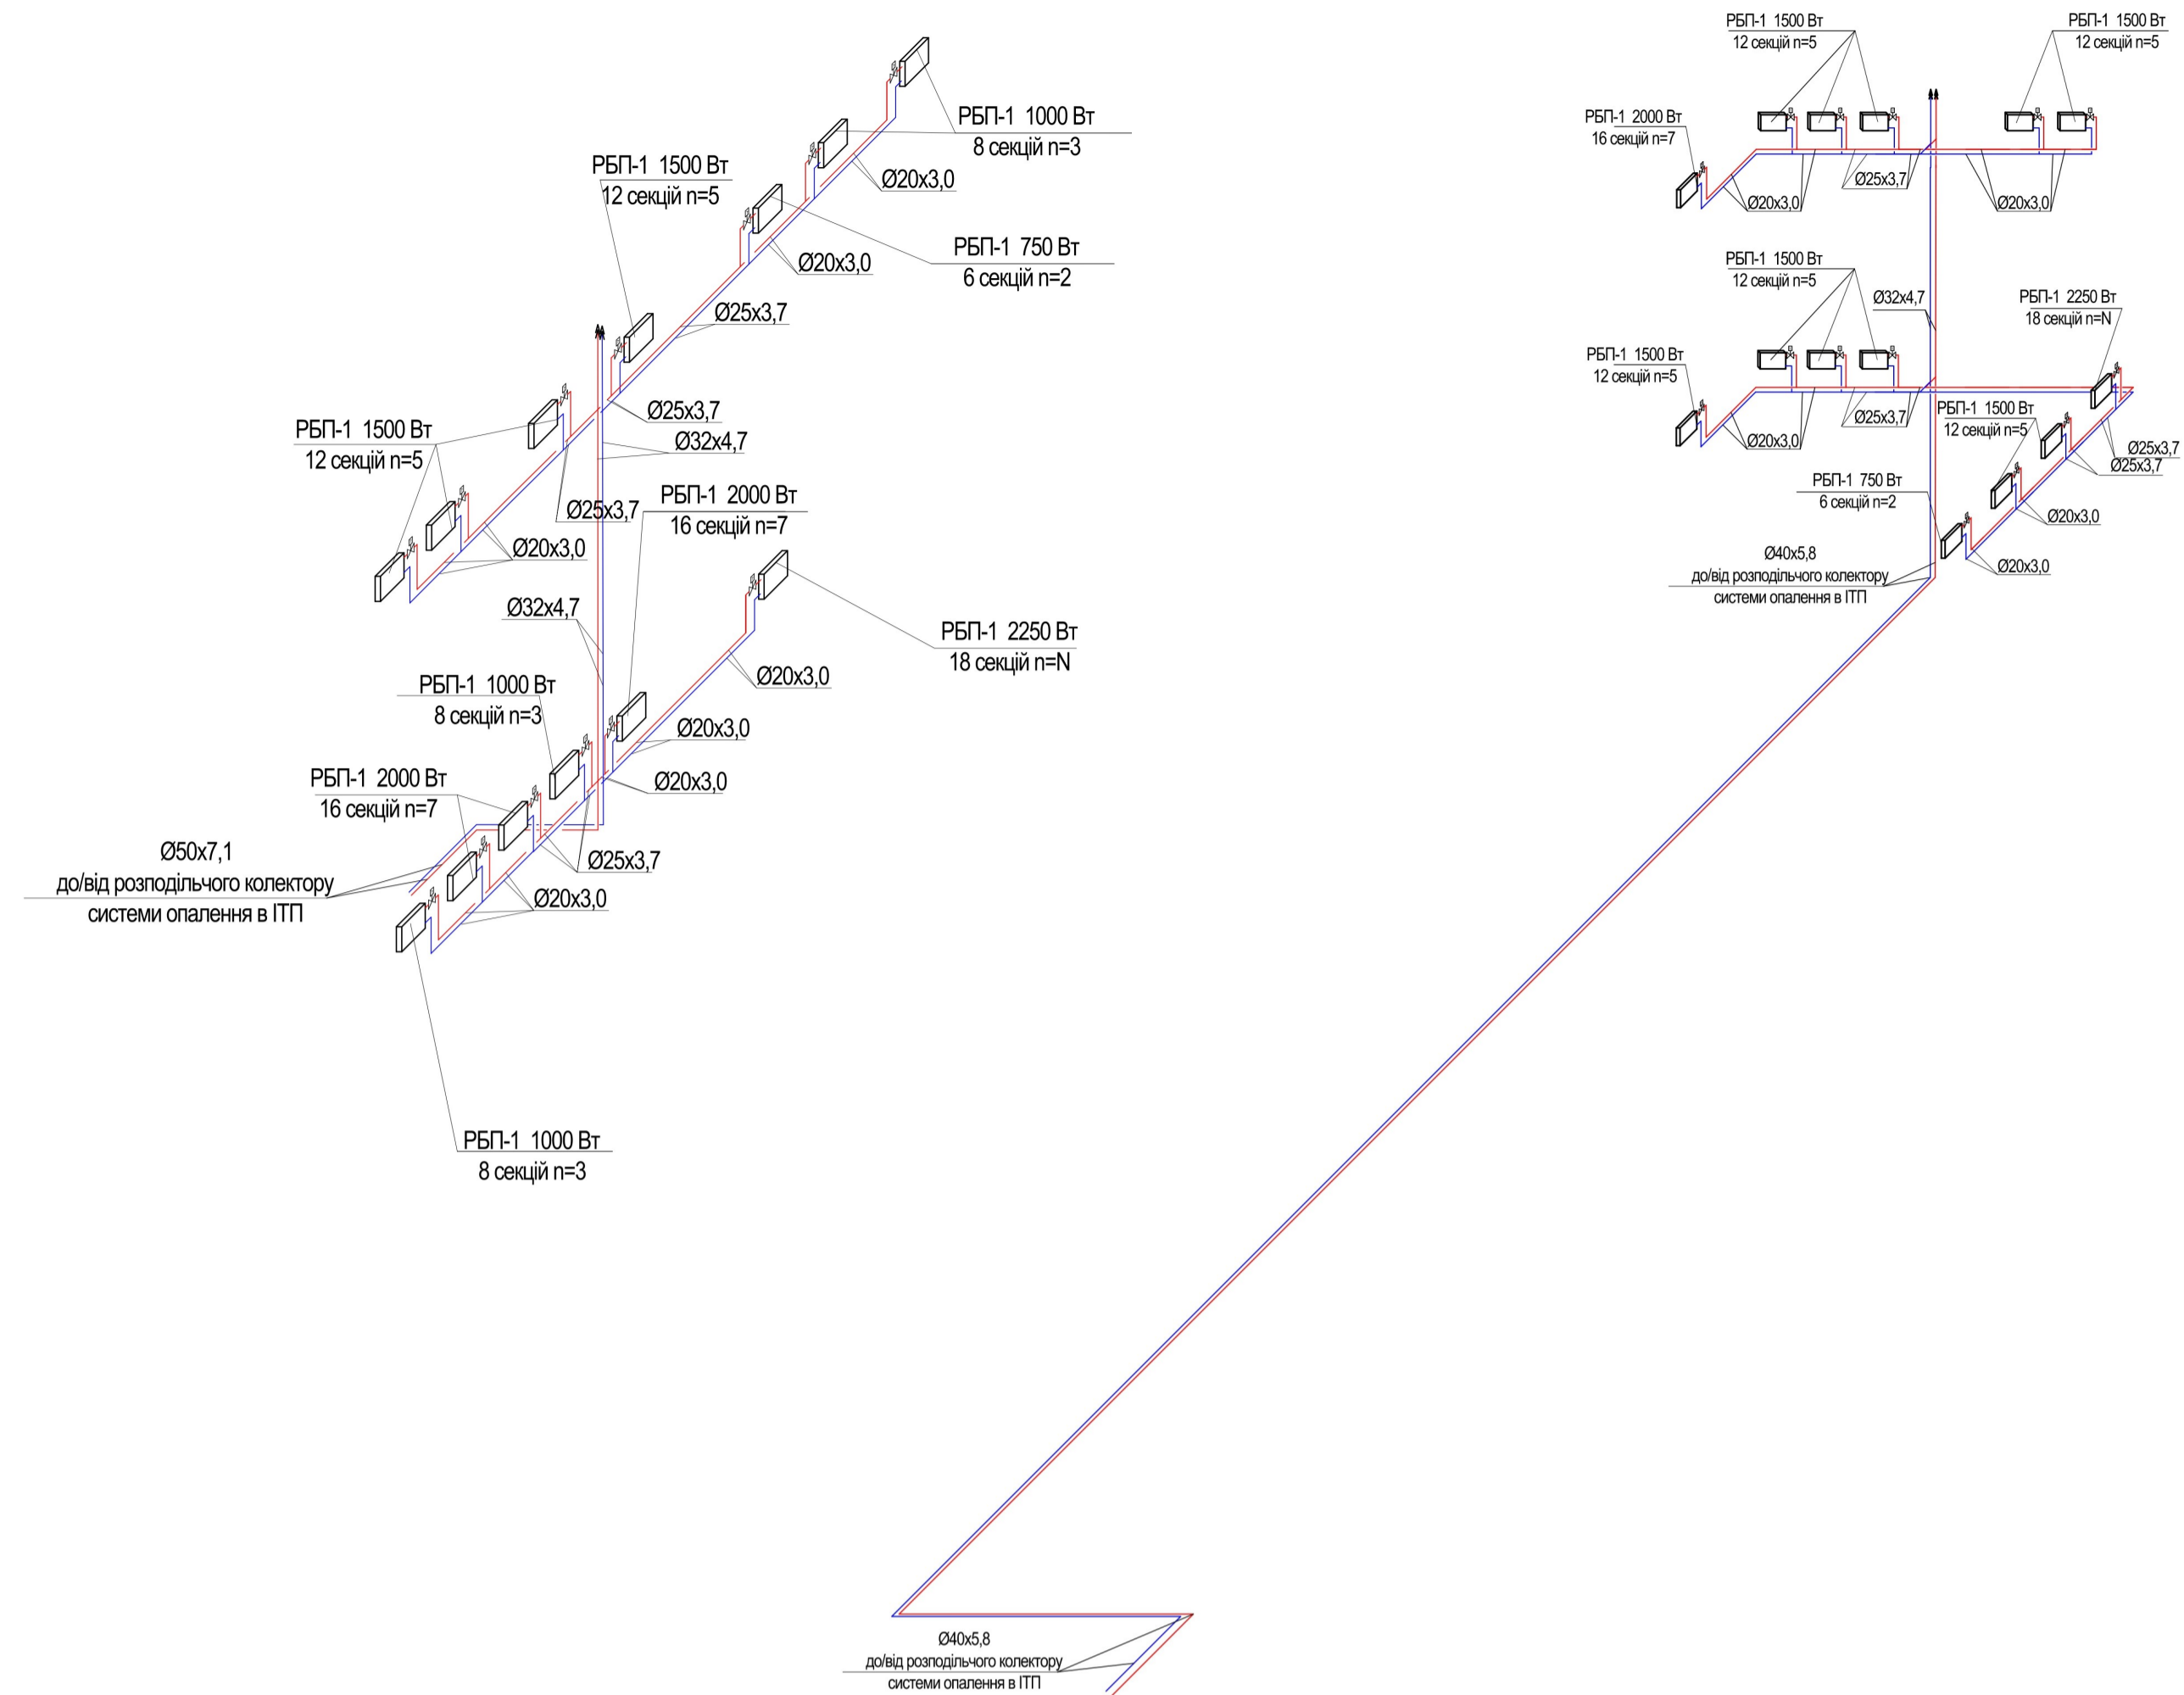 РБП-1 1000 Вт
8 секцій n=3
РБП-1 1500 Вт
12 секцій n=5
Ø20x3,0
РБП-1 750 Вт
6 секцій n=2
Ø20x3,0
Ø25x3,7
Ø25x3,7
РБП-1 1500 Вт
12 секцій n=5
Ø32x4,7
Ø25x3,7
РБП-1 2000 Вт
16 секцій n=7
Ø20x3,0
Ø32x4,7
РБП-1 2250 Вт
18 секцій n=N
Ø20x3,0
РБП-1 1000 Вт
8 секцій n=3
Ø20x3,0
РБП-1 2000 Вт
16 секцій n=7
Ø20x3,0
Ø50x7,1
до/від розподільчого колектору
системи опалення в ІТП
Ø25x3,7
Ø20x3,0
РБП-1 1000 Вт
8 секцій n=3
РБП-1 1500 Вт
12 секцій n=5
РБП-1 1500 Вт
12 секцій n=5
РБП-1 2000 Вт
16 секцій n=7
Ø25x3,7
Ø20x3,0
Ø20x3,0
РБП-1 1500 Вт
12 секцій n=5
Ø32x4,7
РБП-1 2250 Вт
18 секцій n=N
РБП-1 1500 Вт
12 секцій n=5
Ø25x3,7
Ø20x3,0
РБП-1 1500 Вт
12 секцій n=5
Ø25x3,7
Ø25x3,7
РБП-1 750 Вт
6 секцій n=2
Ø20x3,0
Ø20x3,0
Ø40x5,8
до/від розподільчого колектору
системи опалення в ІТП
Ø40x5,8
до/від розподільчого колектору
системи опалення в ІТП